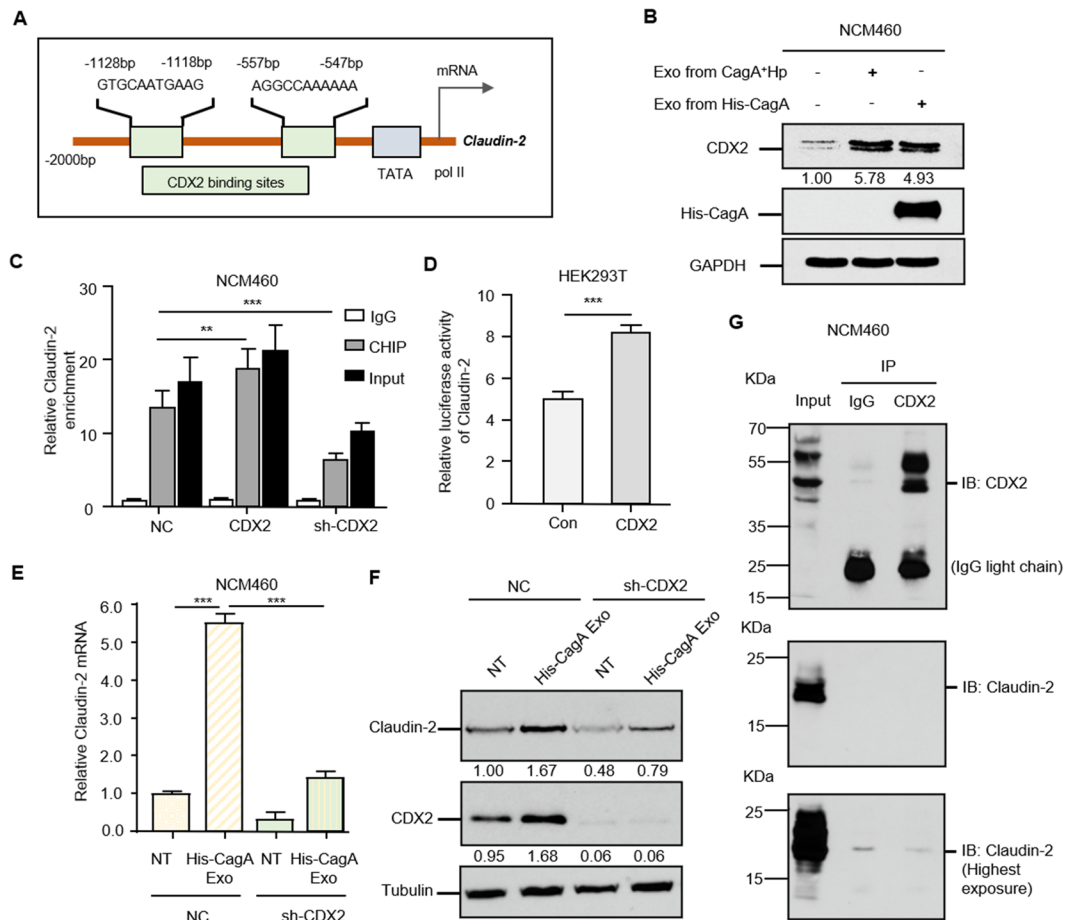 A
-1128bp -1118bp -557bp -547bp
GTGCAATGAAG AGGCCAAAAAA
mRNA
Claudin-2
-2000bp
TATA pol II
CDX2 binding sites
B
NCM460
Exo from CagA⁺Hp - + -
Exo from His-CagA - - +
CDX2
1.00 5.78 4.93
His-CagA
GAPDH
C
NCM460
Relative Claudin-2
enrichment
30
20
10
0
***
**
IgG
CHIP
Input
NC CDX2 sh-CDX2
D
HEK293T
Relative luciferase activity
of Claudin-2
10
8
6
4
2
0
***
Con CDX2
E
NCM460
Relative Claudin-2 mRNA
6.0
5.0
4.0
3.0
2.0
1.0
0.0
*** ***
NT His-CagA NT His-CagA
Exo Exo
NC sh-CDX2
F
NC sh-CDX2
NT His-CagA Exo NT His-CagA Exo
Claudin-2
1.00 1.67 0.48 0.79
CDX2
0.95 1.68 0.06 0.06
Tubulin
G
NCM460
KDa
IP
Input IgG CDX2
70
55
35
25
15
IB: CDX2
(IgG light chain)
KDa
25
15
IB: Claudin-2
KDa
25
15
IB: Claudin-2
(Highest
exposure)